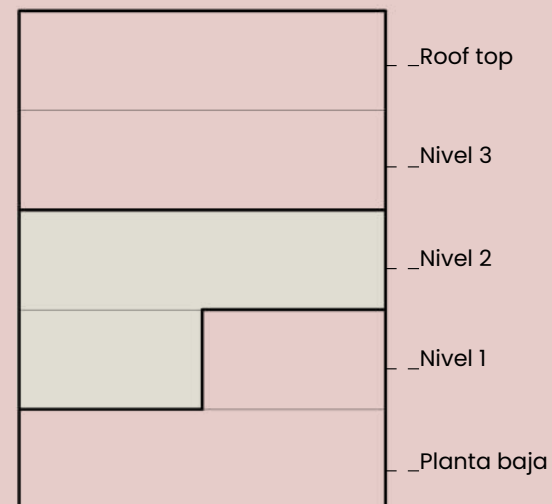 _ _Roof top
_ _Nivel 3
_ _Nivel 2
_ _Nivel 1
_ _Planta baja